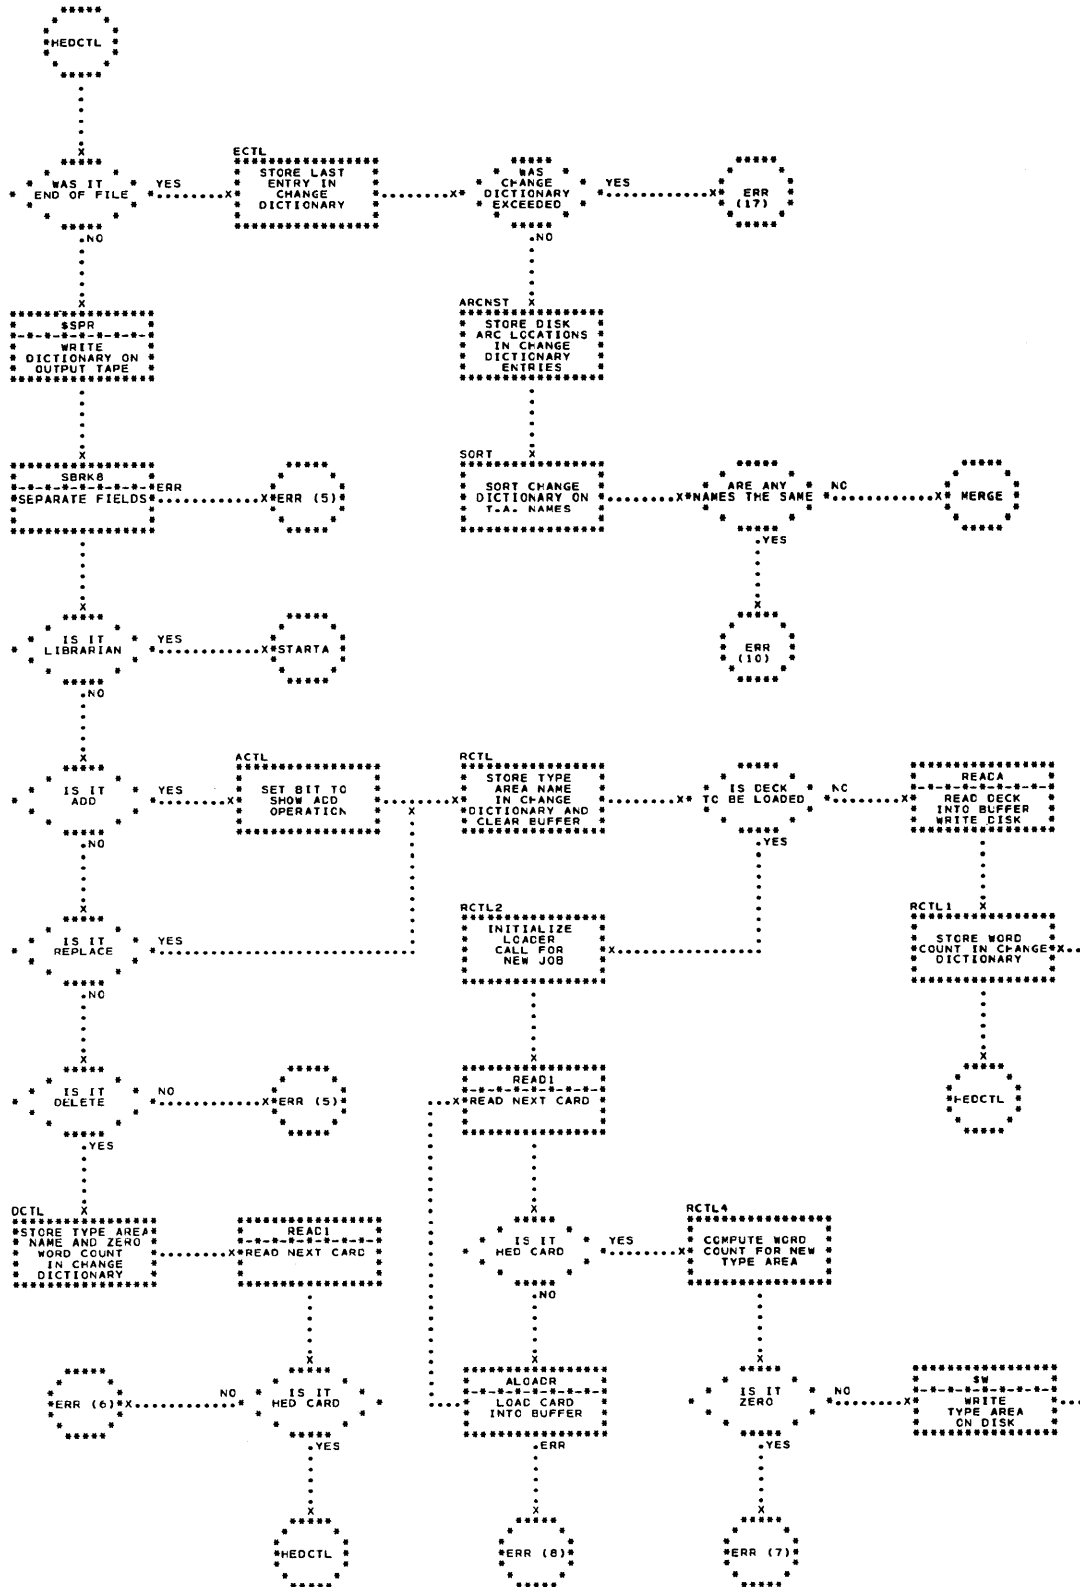 HEDCTL
WAS IT
END OF FILE
YES
NO
ECTL
STORE LAST
ENTRY IN
CHANGE
DICTIONARY
WAS
CHANGE
DICTIONARY
EXCEEDED
YES
NO
ERR
(17)
$SPR
WRITE
DICTIONARY ON
OUTPUT TAPE
ARCNST
STORE DISK
ARC LOCATIONS
IN CHANGE
DICTIONARY
ENTRIES
SBRK8
SEPARATE FIELDS
ERR
ERR (5)
SORT
SORT CHANGE
DICTIONARY ON
T.A. NAMES
ARE ANY
NAMES THE SAME
NO
YES
MERGE
IS IT
LIBRARIAN
YES
NO
STARTA
ERR
(10)
IS IT
ADD
YES
NO
ACTL
SET BIT TO
SHOW ADD
OPERATION
RCTL
STORE TYPE
AREA NAME
IN CHANGE
DICTIONARY AND
CLEAR BUFFER
IS DECK
TO BE LOADED
NO
YES
READA
READ DECK
INTO BUFFER
WRITE DISK
IS IT
REPLACE
YES
NO
RCTL2
INITIALIZE
LOADER
CALL FOR
NEW JOB
RCTL1
STORE WORD
COUNT IN CHANGE
DICTIONARY
IS IT
DELETE
NO
YES
ERR (5)
READ1
READ NEXT CARD
HEDCTL
DCTL
STORE TYPE AREA
NAME AND ZERO
WORD COUNT
IN CHANGE
DICTIONARY
READ1
READ NEXT CARD
IS IT
HED CARD
YES
NO
RCTL4
COMPUTE WORD
COUNT FOR NEW
TYPE AREA
ERR (6)
NO
IS IT
HED CARD
YES
ALOADR
LOAD CARD
INTO BUFFER
ERR
IS IT
ZERO
NO
YES
$W
WRITE
TYPE AREA
ON DISK
HEDCTL
ERR (8)
ERR (7)